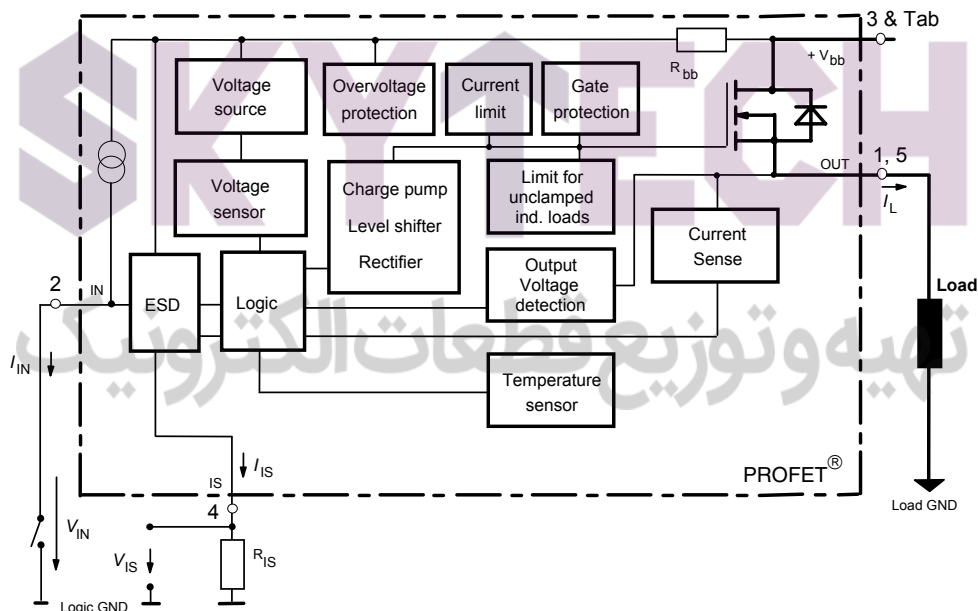 3 & Tab
R bb
+ V bb
Voltage
source
Overvoltage
protection
Current
limit
Gate
protection
OUT
1, 5
I L
Voltage
sensor
Charge pump
Level shifter
Rectifier
Limit for
unclamped
ind. loads
Current
Sense
2
IN
ESD
Logic
Output
Voltage
detection
Load
I IN
Temperature
sensor
I IS
IS
PROFET®
4
Load GND
V IN
V IS
R IS
Logic GND
SKYTECH
تهیه و توزیع قطعات الکترونیک